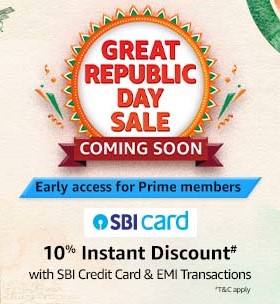 GREAT
REPUBLIC
DAY
SALE
COMING SOON
Early access for Prime members
SBI card
10% Instant Discount#
with SBI Credit Card & EMI Transactions
#T&C apply